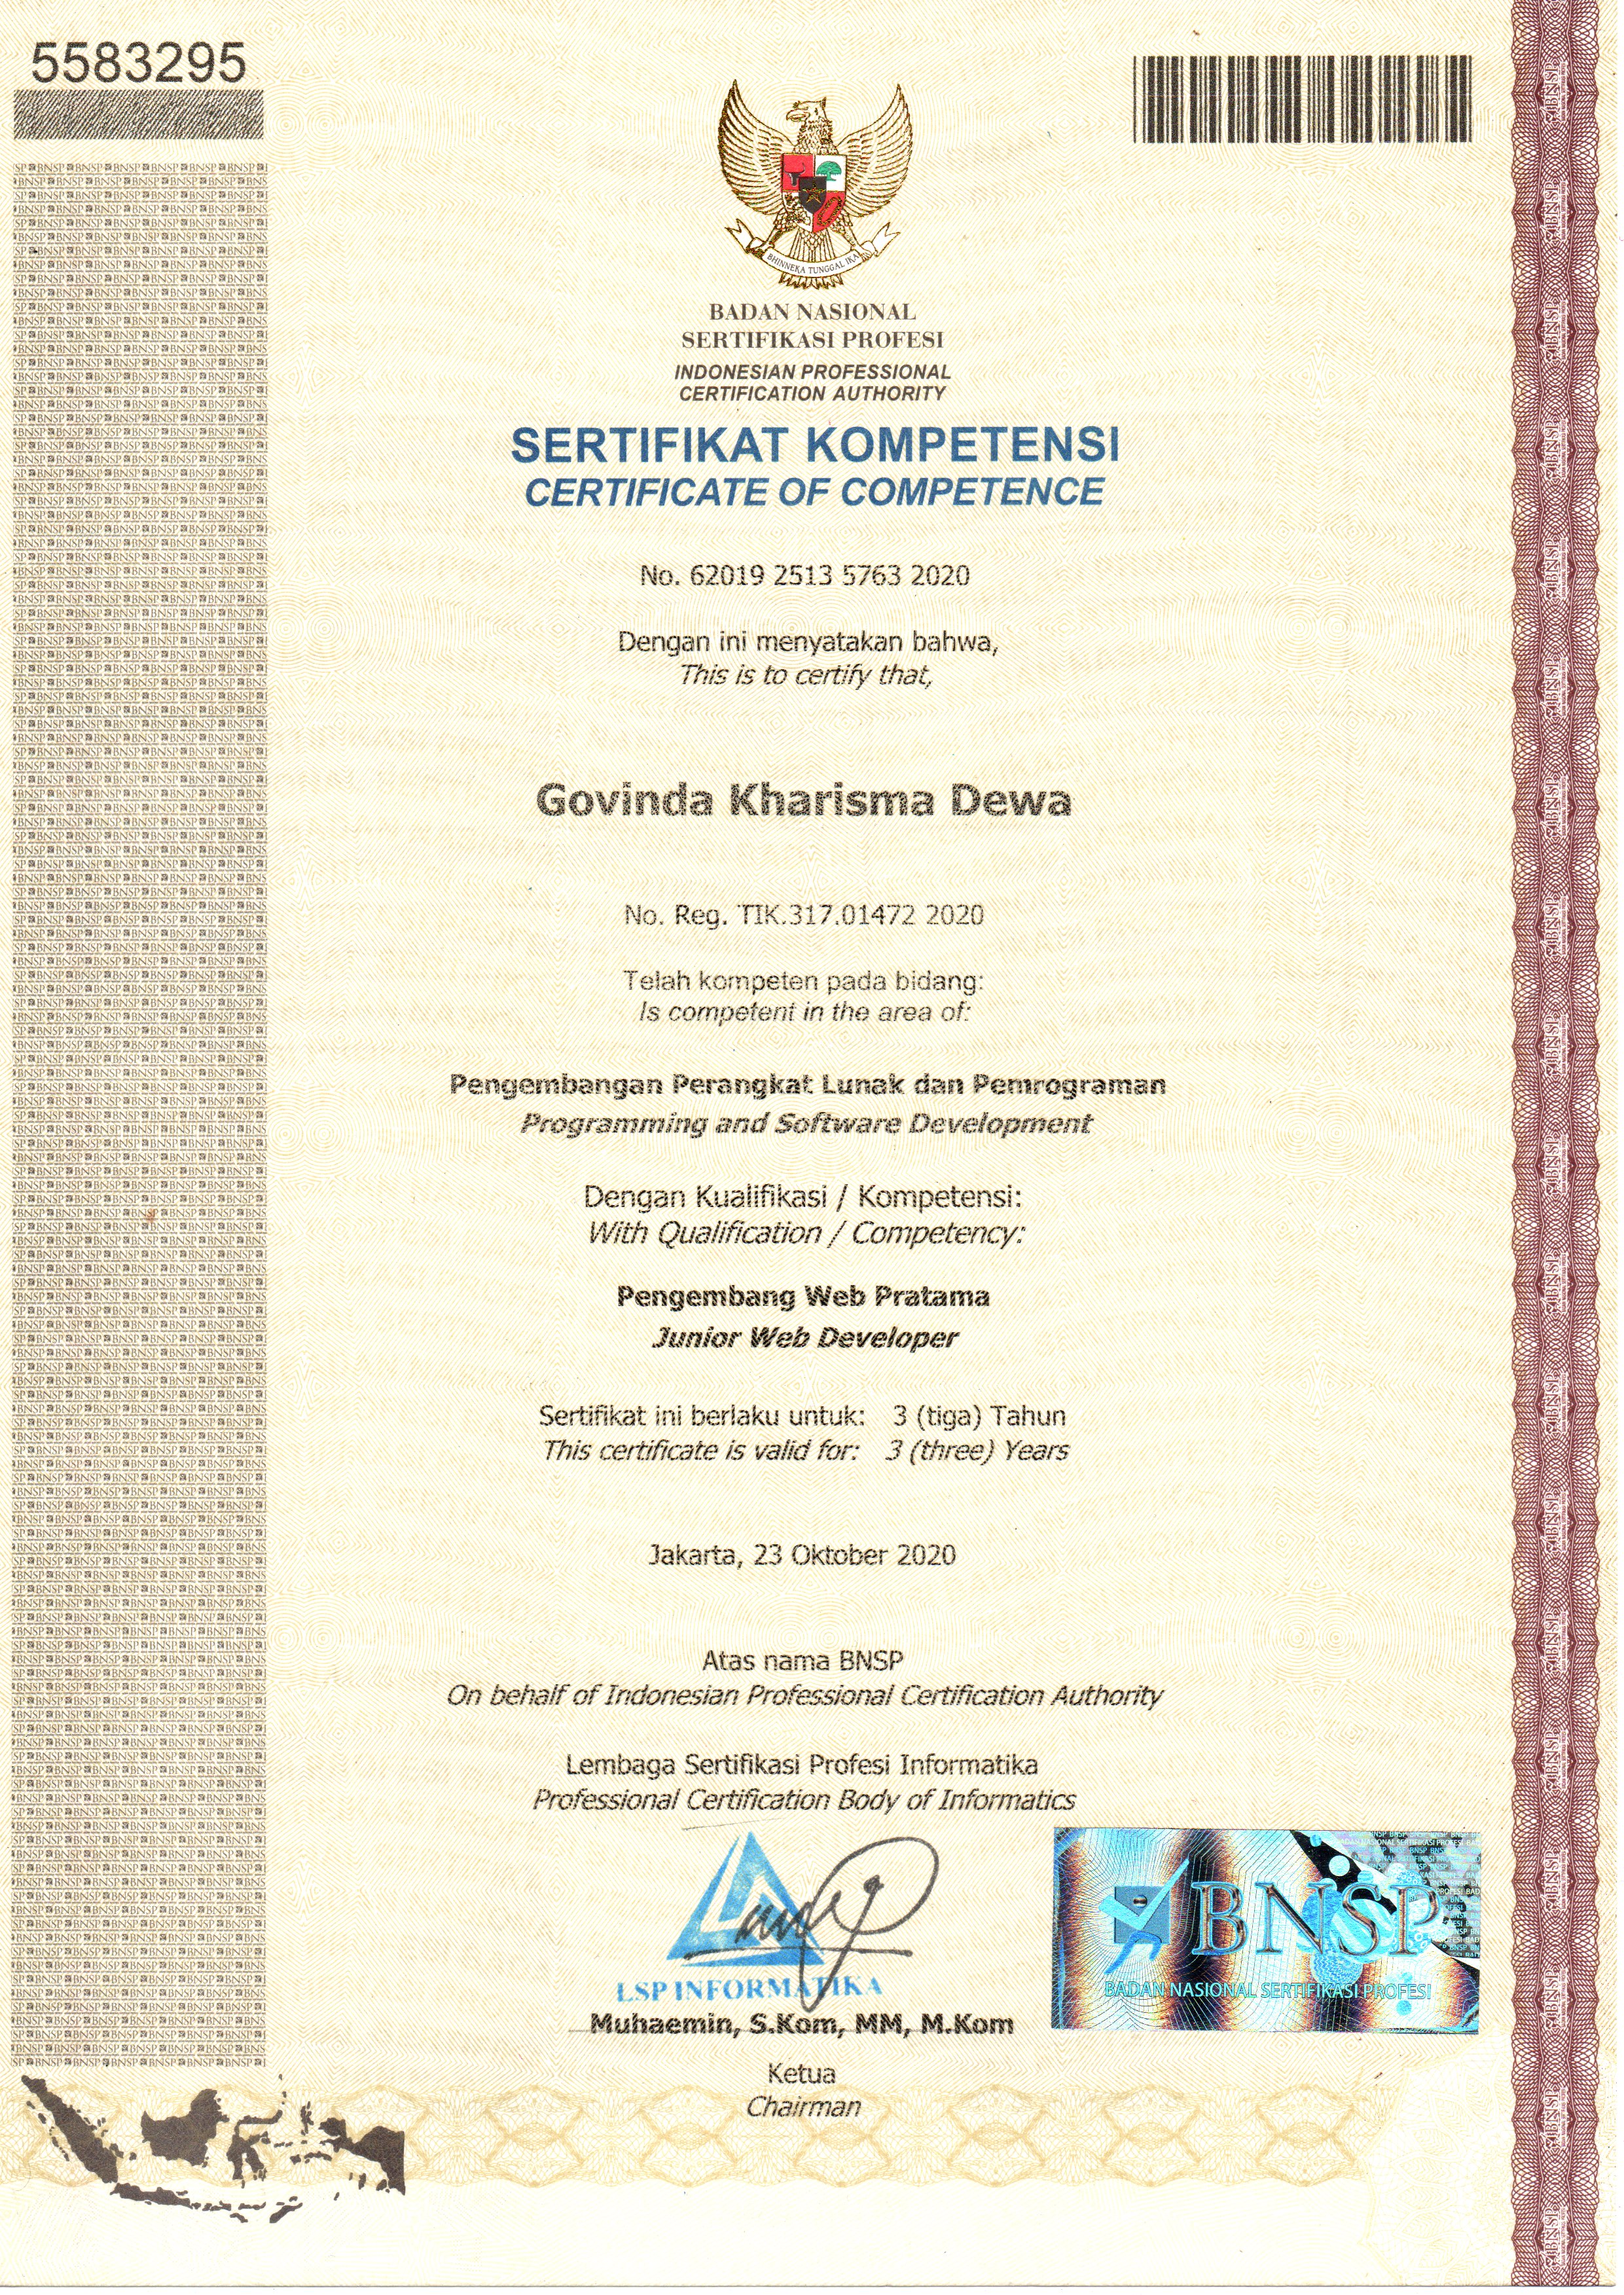 5583295
BHINNEKA TUNGGAL IKA
BADAN NASIONAL
SERTIFIKASI PROFESI
INDONESIAN PROFESSIONAL
CERTIFICATION AUTHORITY
SERTIFIKAT KOMPETENSI
CERTIFICATE OF COMPETENCE
No. 62019 2513 5763 2020
Dengan ini menyatakan bahwa,
This is to certify that,
Govinda Kharisma Dewa
No. Reg. TIK.317.01472 2020
Telah kompeten pada bidang:
Is competent in the area of:
Pengembangan Perangkat Lunak dan Pemrograman
Programming and Software Development
Dengan Kualifikasi / Kompetensi:
With Qualification / Competency:
Pengembang Web Pratama
Junior Web Developer
Sertifikat ini berlaku untuk: 3 (tiga) Tahun
This certificate is valid for: 3 (three) Years
Jakarta, 23 Oktober 2020
Atas nama BNSP
On behalf of Indonesian Professional Certification Authority
Lembaga Sertifikasi Profesi Informatika
Professional Certification Body of Informatics
LSP INFORMATIKA
BNSP
BADAN NASIONAL SERTIFIKASI PROFESI
Muhaemin, S.Kom, MM, M.Kom
Ketua
Chairman